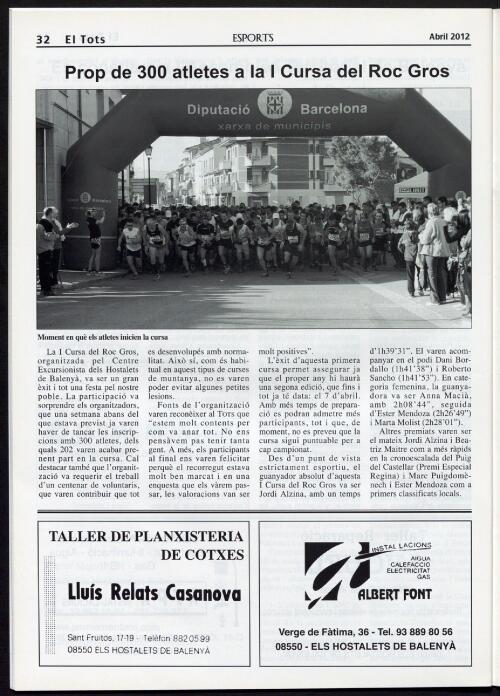 32 El Tots
ESPORTS
Abril 2012
Prop de 300 atletes a la I Cursa del Roc Gros
Diputació Barcelona
xarxa de municipis
Moment en què els atletes inicien la cursa
La I Cursa del Roc Gros,
organitzada pel Centre
Excursionista dels Hostalets
de Balenyà, va ser un gran
èxit i tot una festa pel nostre
poble. La participació va
sorprendre els organitzadors,
que una setmana abans del
que estava previst ja varen
haver de tancar les inscrip-
cions amb 300 atletes, dels
quals 202 varen acabar pre-
nent part en la cursa. Cal
destacar també que l'organit-
zació va requerir el treball
d'un centenar de voluntaris,
que varen contribuir que tot
es desenvolupés amb norma-
litat. Això sí, com és habi-
tual en aquest tipus de curses
de muntanya, no es varen
poder evitar algunes petites
lesions.
Fonts de l'organització
varen reconèixer al Tors que
"estem molt contents per
com va anar tot. No ens
pensàvem pas tenir tanta
gent. A més, els participants
al final ens varen felicitar
perquè el recorregut estava
molt ben marcat i en una
enquesta que els vàrem pas-
sar, les valoracions van ser
molt positives".
L'èxit d'aquesta primera
cursa permet assegurar ja
que el proper any hi haurà
una segona edició, que fins i
tot ja té data: el 7 d'abril.
Amb més temps de prepara-
ció es podran admetre més
participants, tot i que, de
moment, no es preveu que la
cursa sigui puntuable per a
cap campionat.
Des d'un punt de vista
estrictament esportiu, el
guanyador absolut d'aquesta
I Cursa del Roc Gros va ser
Jordi Alzina, amb un temps
d'1h39'31". El varen acom-
panyar en el podi Dani Bor-
dallo (1h41'38") i Roberto
Sancho (1h41'53"). En cate-
goria femenina, la guanya-
dora va ser Anna Macià,
amb 2h08'44", seguida
d'Ester Mendoza (2h26'49")
i Marta Molist (2h28'01").
Altres premiats varen ser
el mateix Jordi Alzina i Bea-
triz Maitre com a més ràpids
en la cronoescalada del Puig
del Castellar (Premi Especial
Regina) i Marc Puigdomè-
nech i Ester Mendoza com a
primers classificats locals.
TALLER DE PLANXISTERIA
DE COTXES
Lluís Relats Casanova
Sant Fruitós, 17-19 - Telèfon 882 05 99
08550 ELS HOSTALETS DE BALENYÀ
INSTAL·LACIONS
AIGUA
CALEFACCIÓ
ELECTRICITAT
GAS
ALBERT FONT
Verge de Fàtima, 36 - Tel. 93 889 80 56
08550 - ELS HOSTALETS DE BALENYÀ